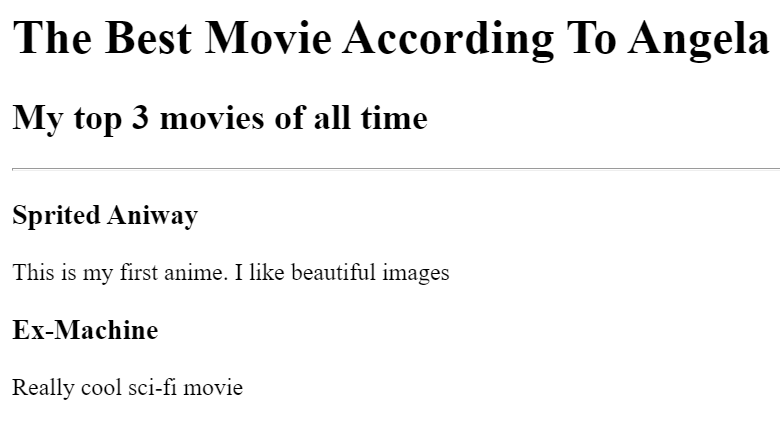 The Best Movie According To Angela
My top 3 movies of all time
Sprited Aniway
This is my first anime. I like beautiful images
Ex-Machine
Really cool sci-fi movie